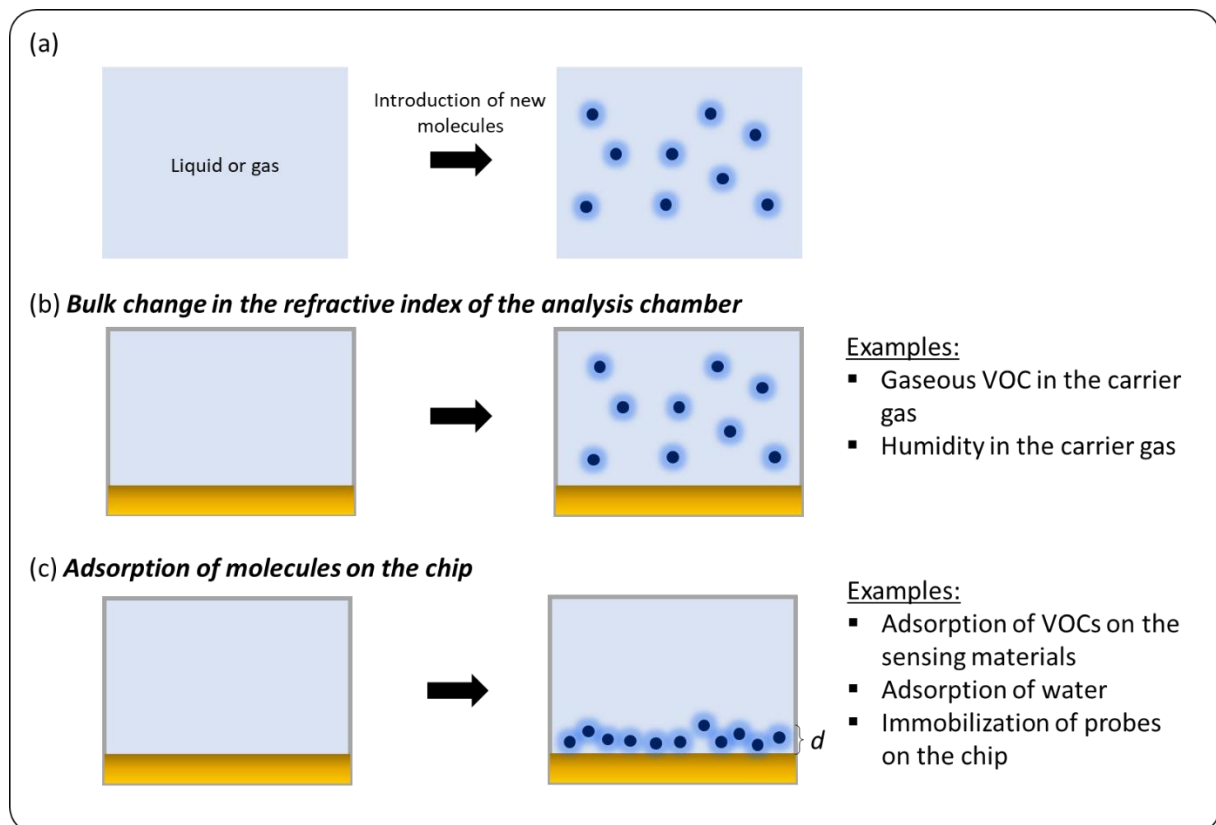 (a)
Introduction of new
molecules
Liquid or gas
(b) Bulk change in the refractive index of the analysis chamber
Examples:
▪ Gaseous VOC in the carrier
gas
▪ Humidity in the carrier gas
(c) Adsorption of molecules on the chip
Examples:
▪ Adsorption of VOCs on the
sensing materials
▪ Adsorption of water
▪ Immobilization of probes
on the chip
d